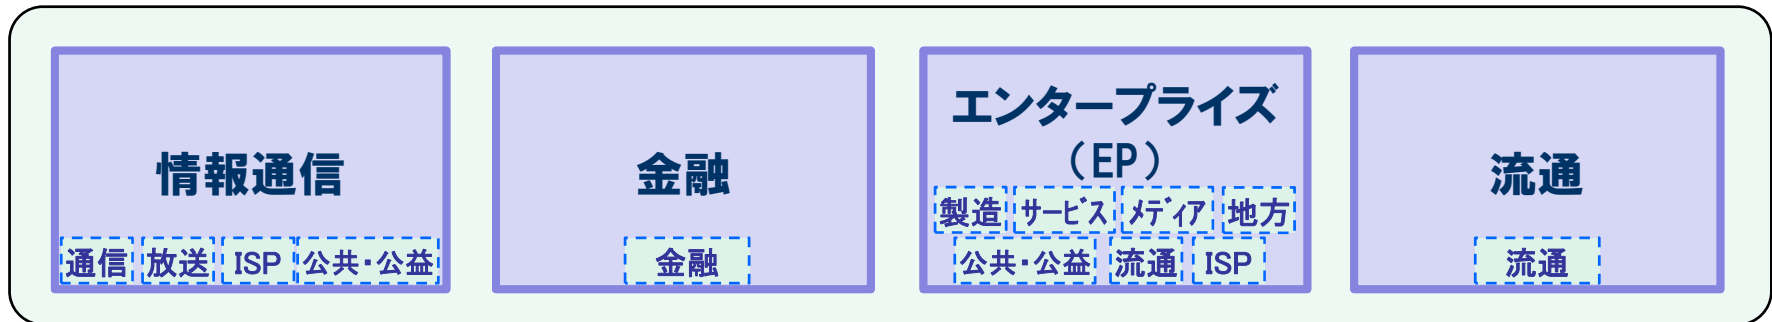 情報通信
通信 放送 ISP 公共・公益
金融
金融
エンタープライズ
（EP）
製造 ｻｰﾋﾞｽ ﾒﾃﾞｨｱ 地方
公共・公益 流通 ISP
流通
流通